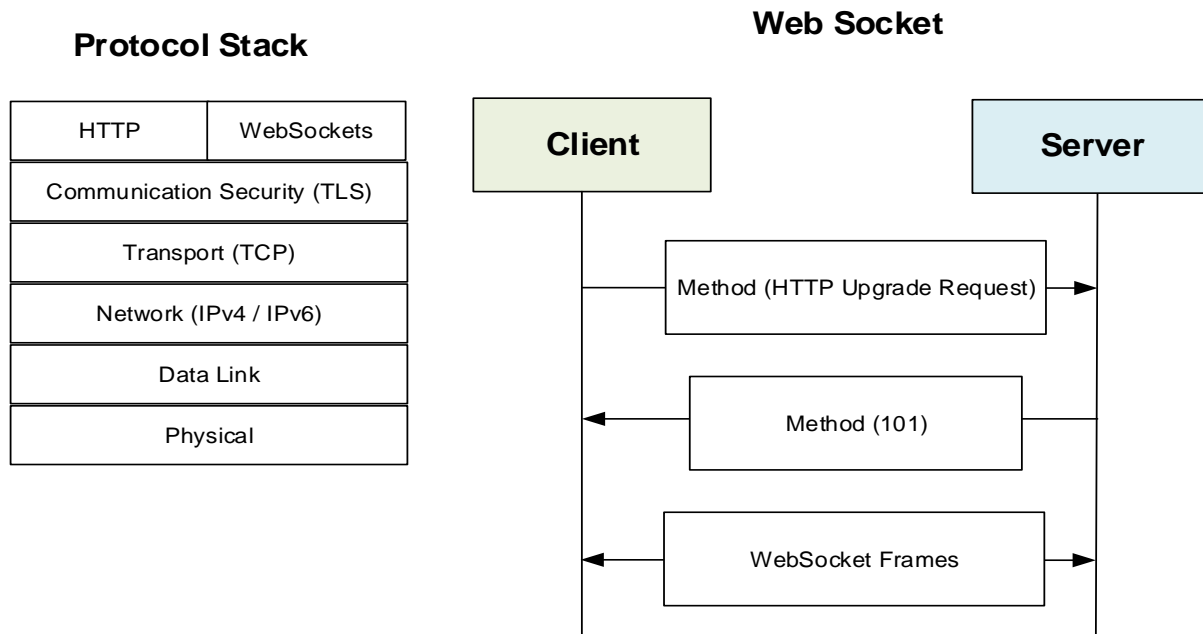 Protocol Stack
HTTP
WebSockets
Communication Security (TLS)
Transport (TCP)
Network (IPv4 / IPv6)
Data Link
Physical
Web Socket
Client
Server
Method (HTTP Upgrade Request)
Method (101)
WebSocket Frames